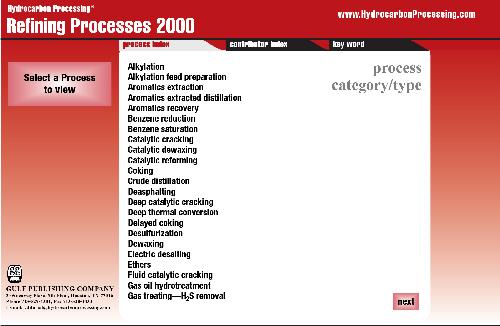 Hydrocarbon Processing®
Refining Processes 2000
www.HydrocarbonProcessing.com
process index
contributor index
key word
Select a Process
to view
process
category/type
Alkylation
Alkylation feed preparation
Aromatics extraction
Aromatics extracted distillation
Aromatics recovery
Benzene reduction
Benzene saturation
Catalytic cracking
Catalytic dewaxing
Catalytic reforming
Coking
Crude distillation
Deasphalting
Deep catalytic cracking
Deep thermal conversion
Delayed coking
Desulfurization
Dewaxing
Electric desalting
Ethers
Fluid catalytic cracking
Gas oil hydrotreatment
Gas treating—H₂S removal
GULF PUBLISHING COMPANY
next